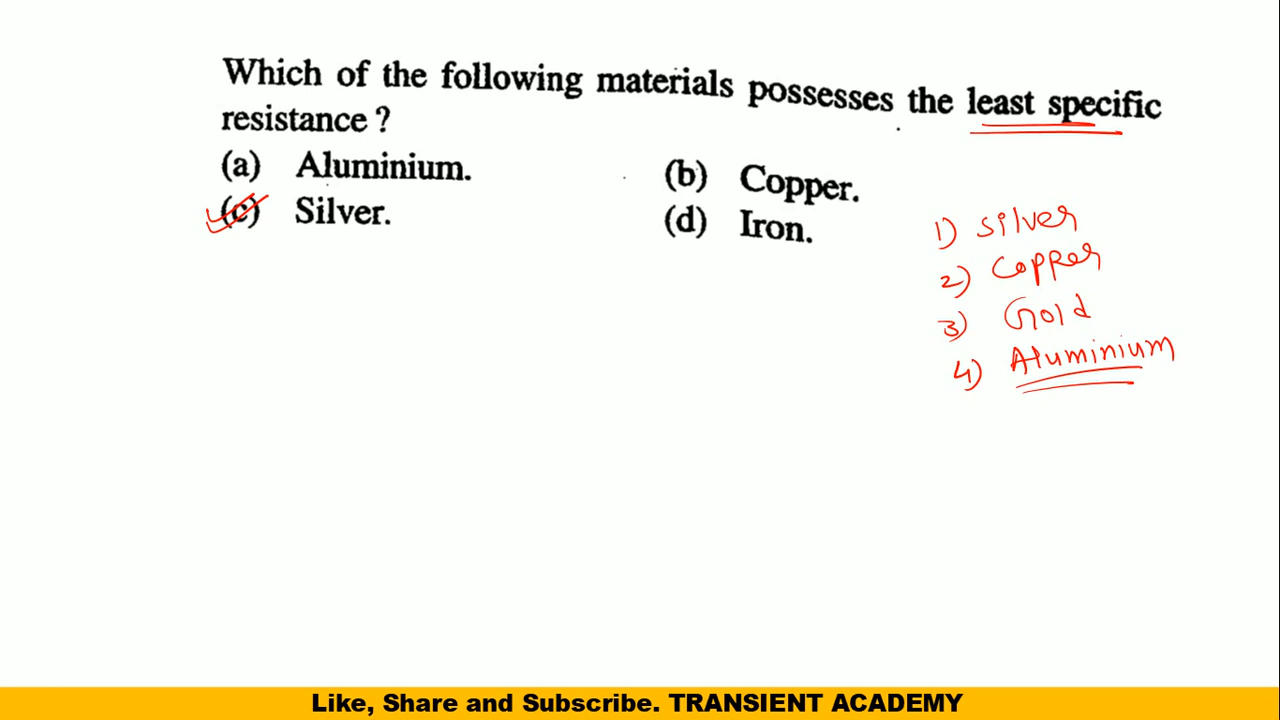 Which of the following materials possesses the least specific
resistance ?
(a) Aluminium.
(b) Copper.
(c) Silver.
(d) Iron.
1) Silver
2) Copper
3) Gold
4) Aluminium
Like, Share and Subscribe. TRANSIENT ACADEMY